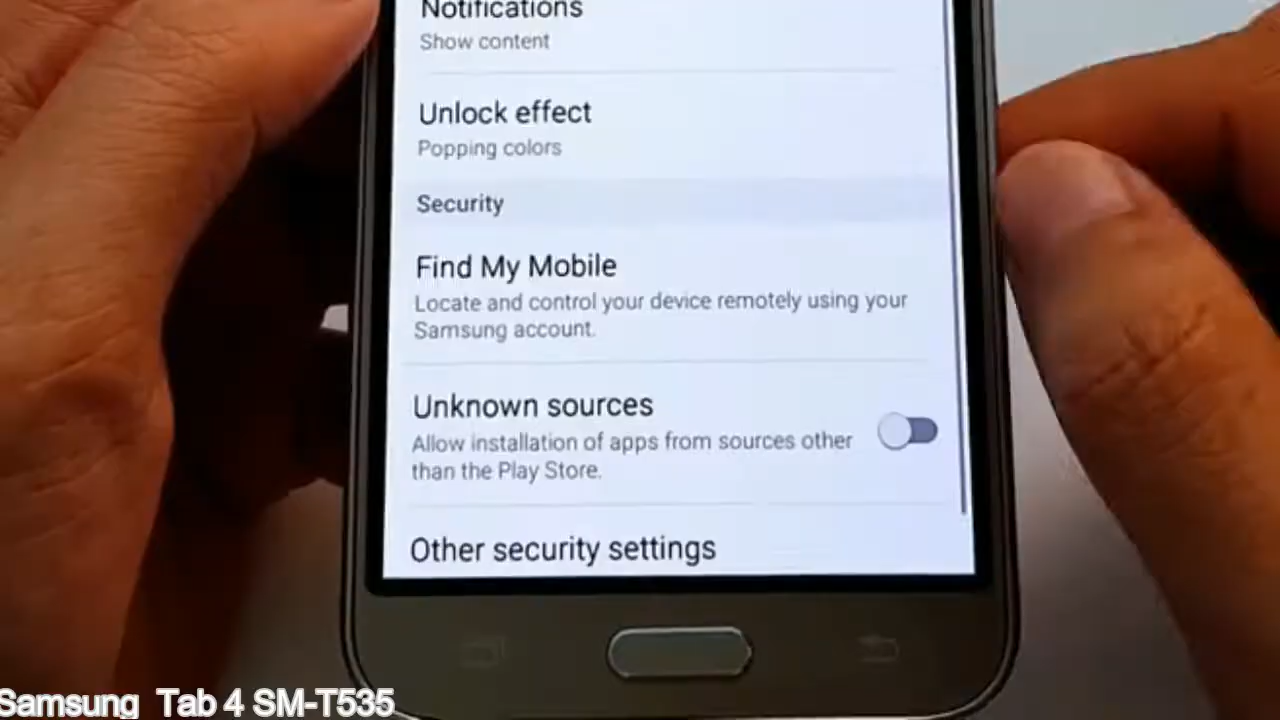 Notifications
Show content
Unlock effect
Popping colors
Security
Find My Mobile
Locate and control your device remotely using your
Samsung account.
Unknown sources
Allow installation of apps from sources other
than the Play Store.
Other security settings
Samsung Tab 4 SM-T535